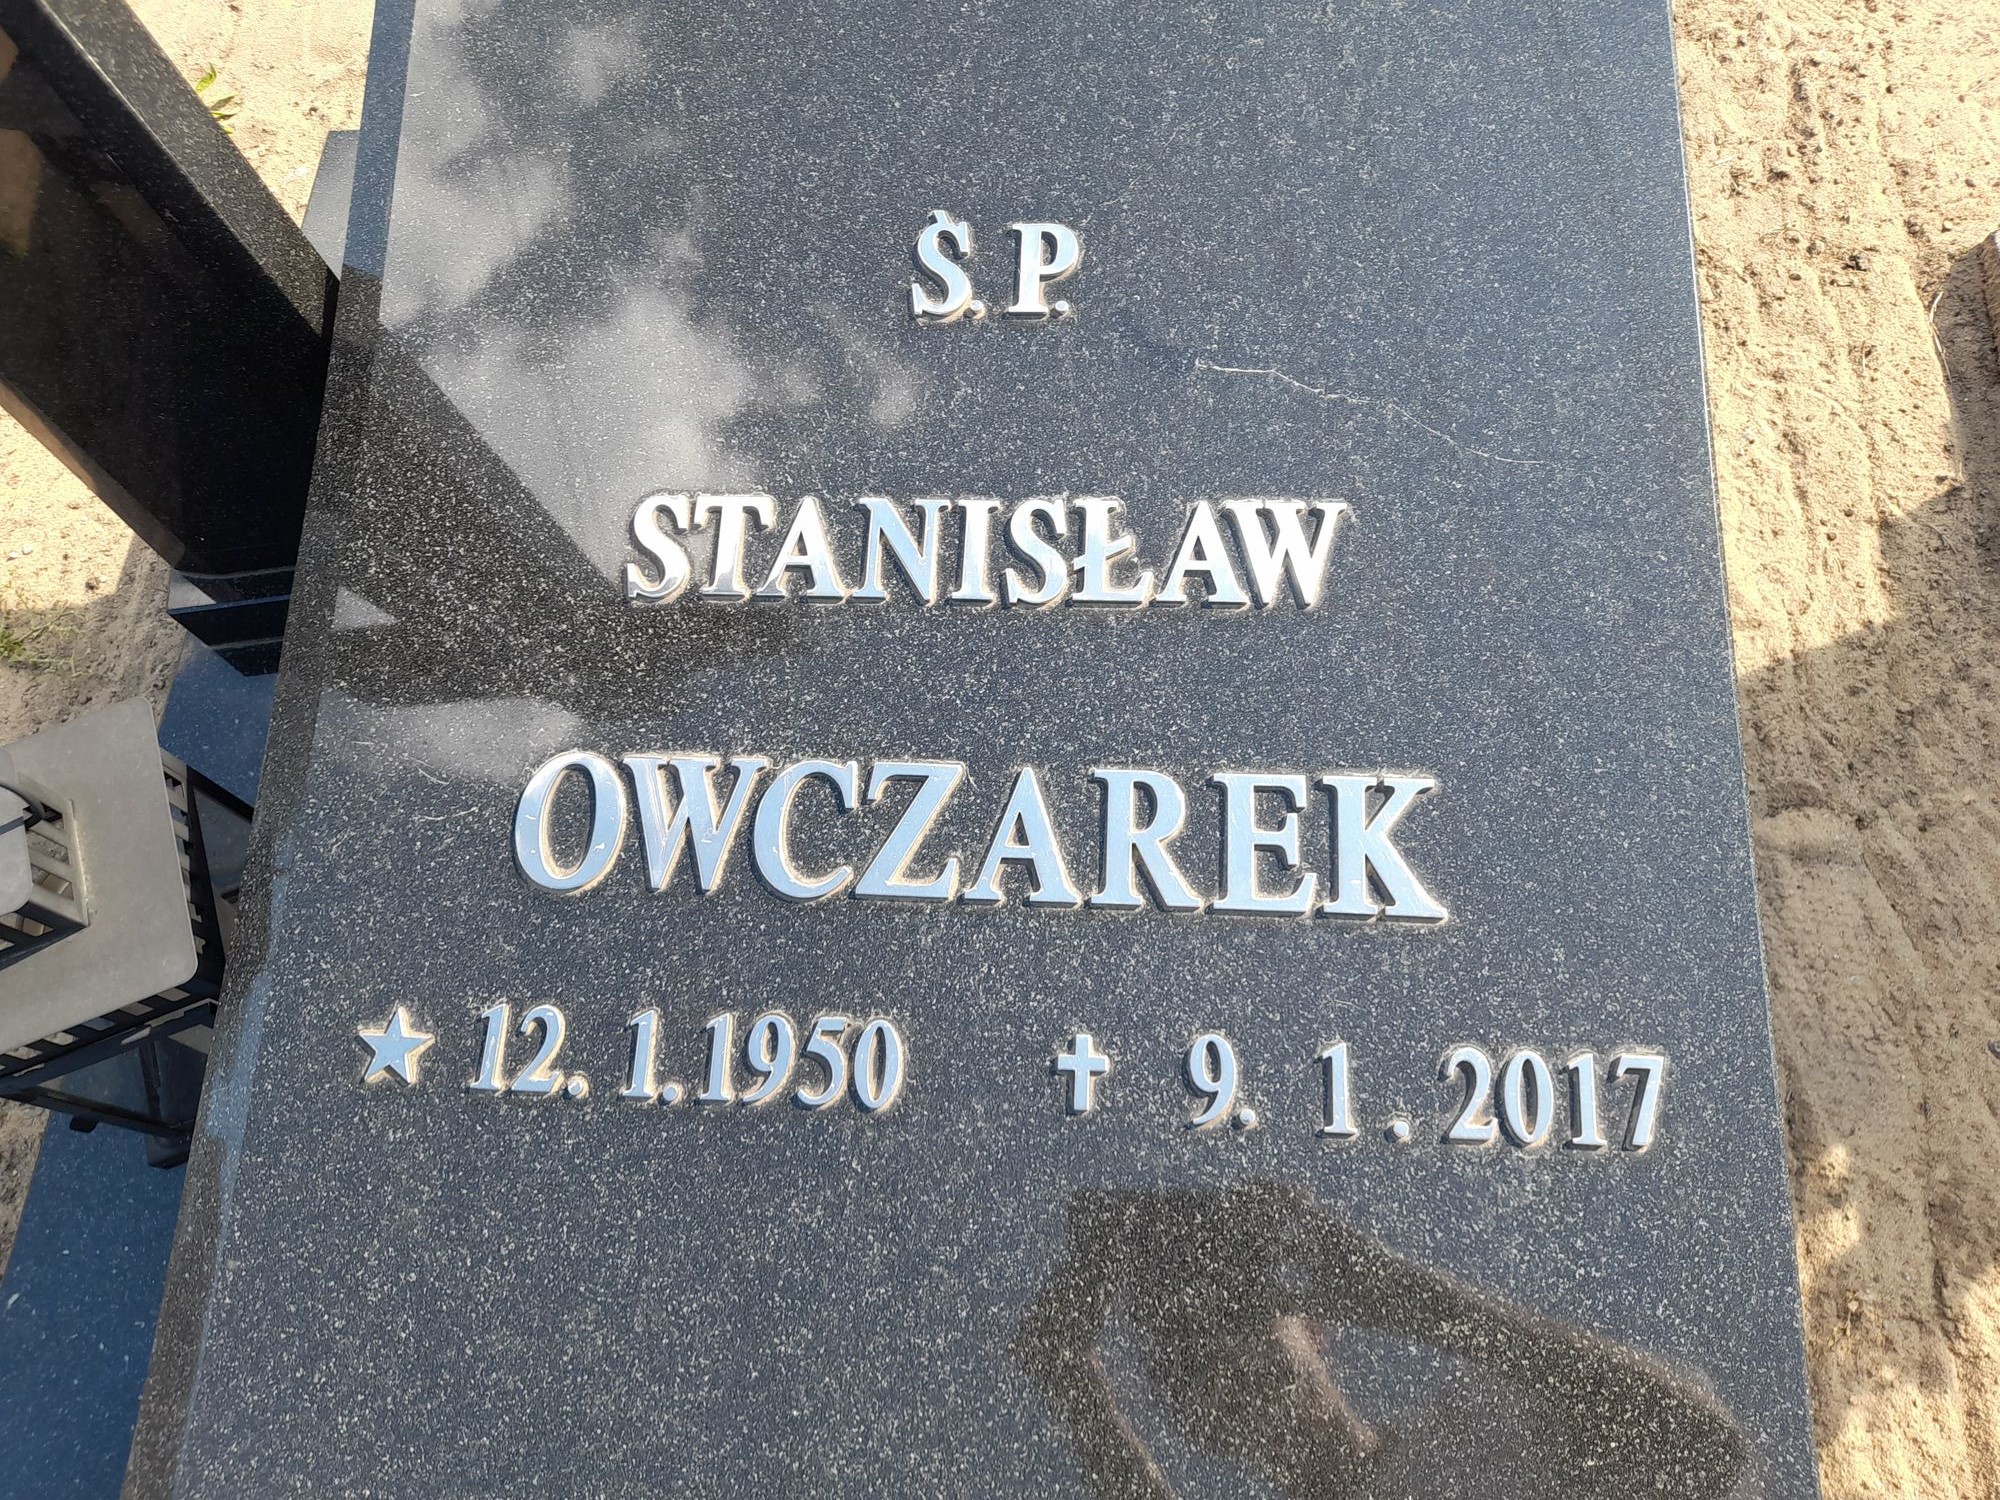 Ś.P.
STANISŁAW
OWCZAREK
★ 12.1.1950 ✝ 9.1.2017